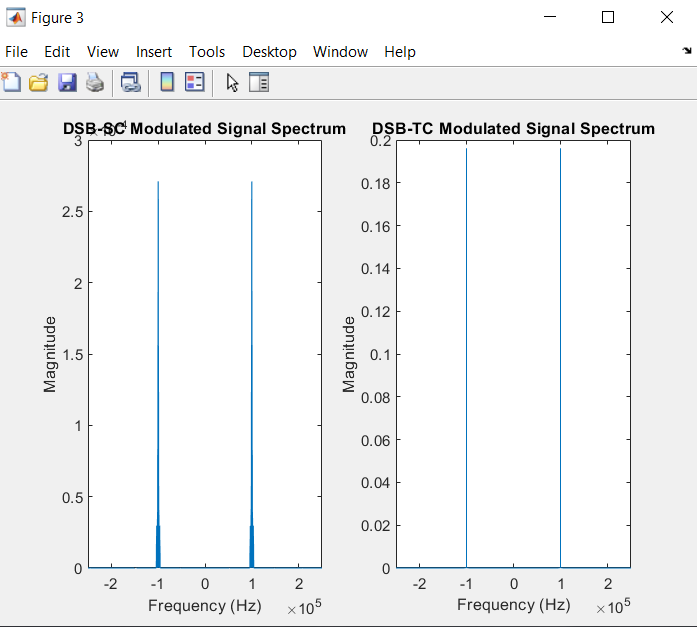 Figure 3
File Edit View Insert Tools Desktop Window Help
DSB-SC Modulated Signal Spectrum
DSB-TC Modulated Signal Spectrum
3
2.5
2
1.5
1
0.5
0
Magnitude
-2 -1 0 1 2
Frequency (Hz) ×10^5
0.2
0.18
0.16
0.14
0.12
0.1
0.08
0.06
0.04
0.02
0
Magnitude
-2 -1 0 1 2
Frequency (Hz) ×10^5